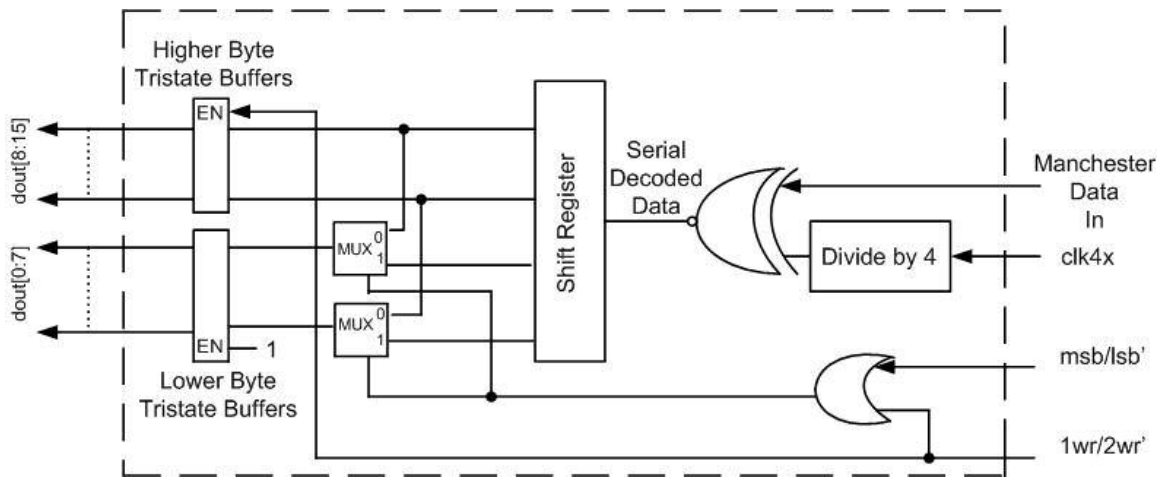 Higher Byte
Tristate Buffers
EN
dout[8:15]
Serial
Decoded
Data
Manchester
Data
In
Shift Register
MUX 0
1
Divide by 4
clk4x
dout[0:7]
MUX 0
1
EN
1
msb/lsb’
Lower Byte
Tristate Buffers
1wr/2wr’